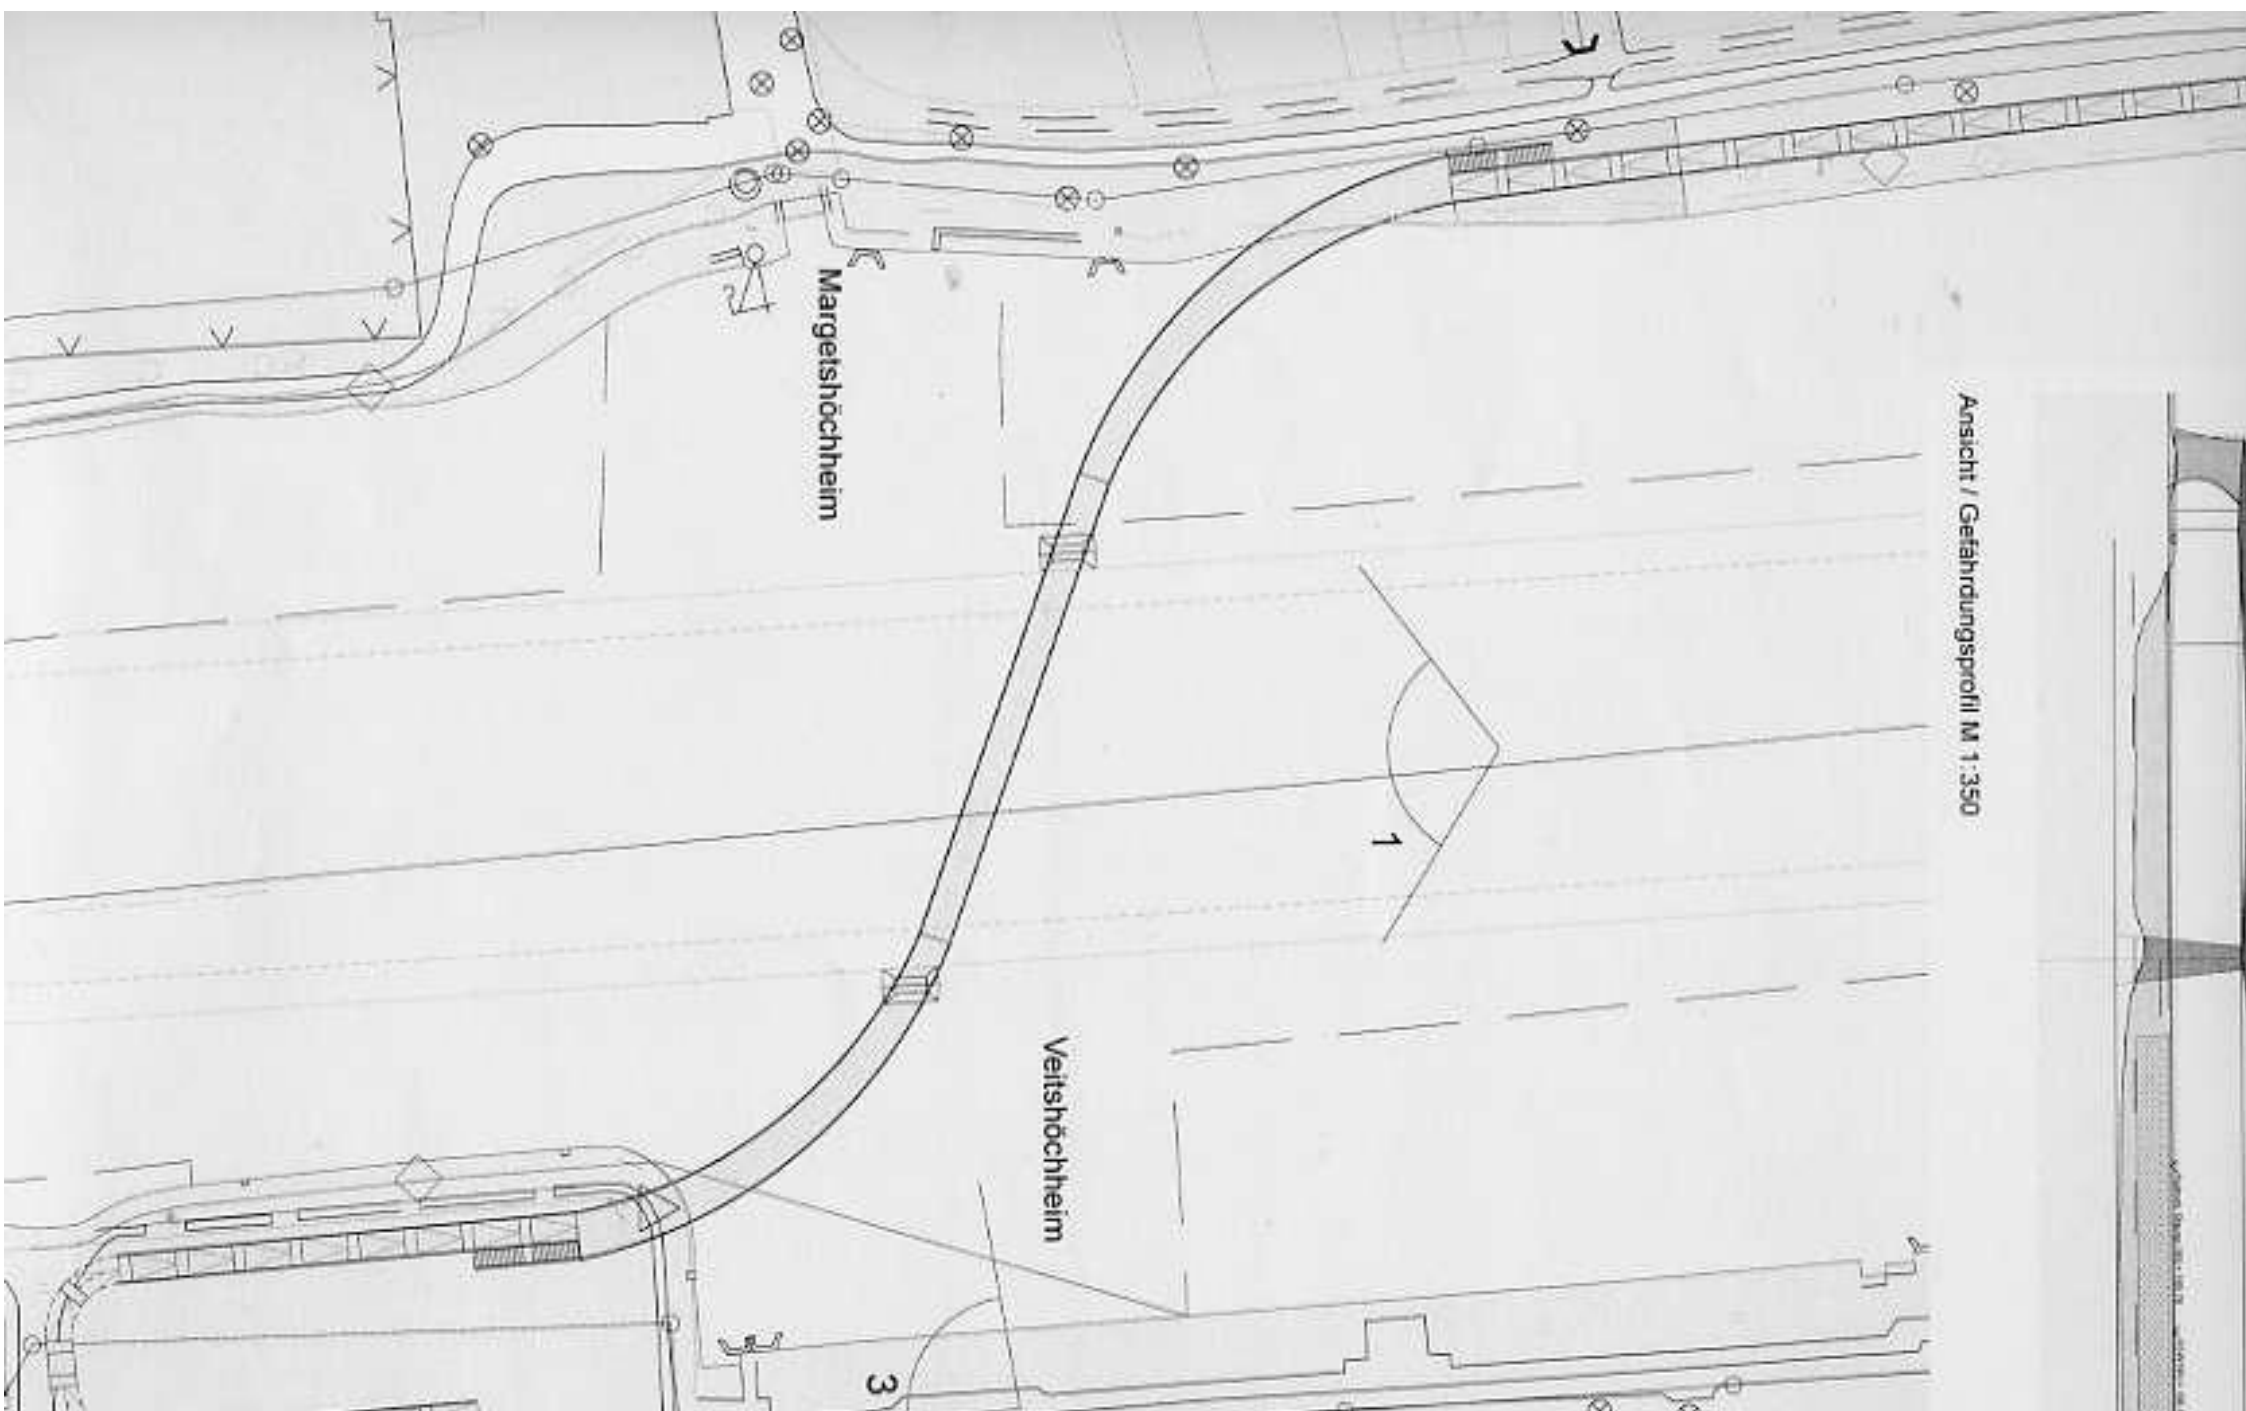 Margetshöchheim
Ansicht / Gefährdungsprofil M 1:350
1
Veitshöchheim
3